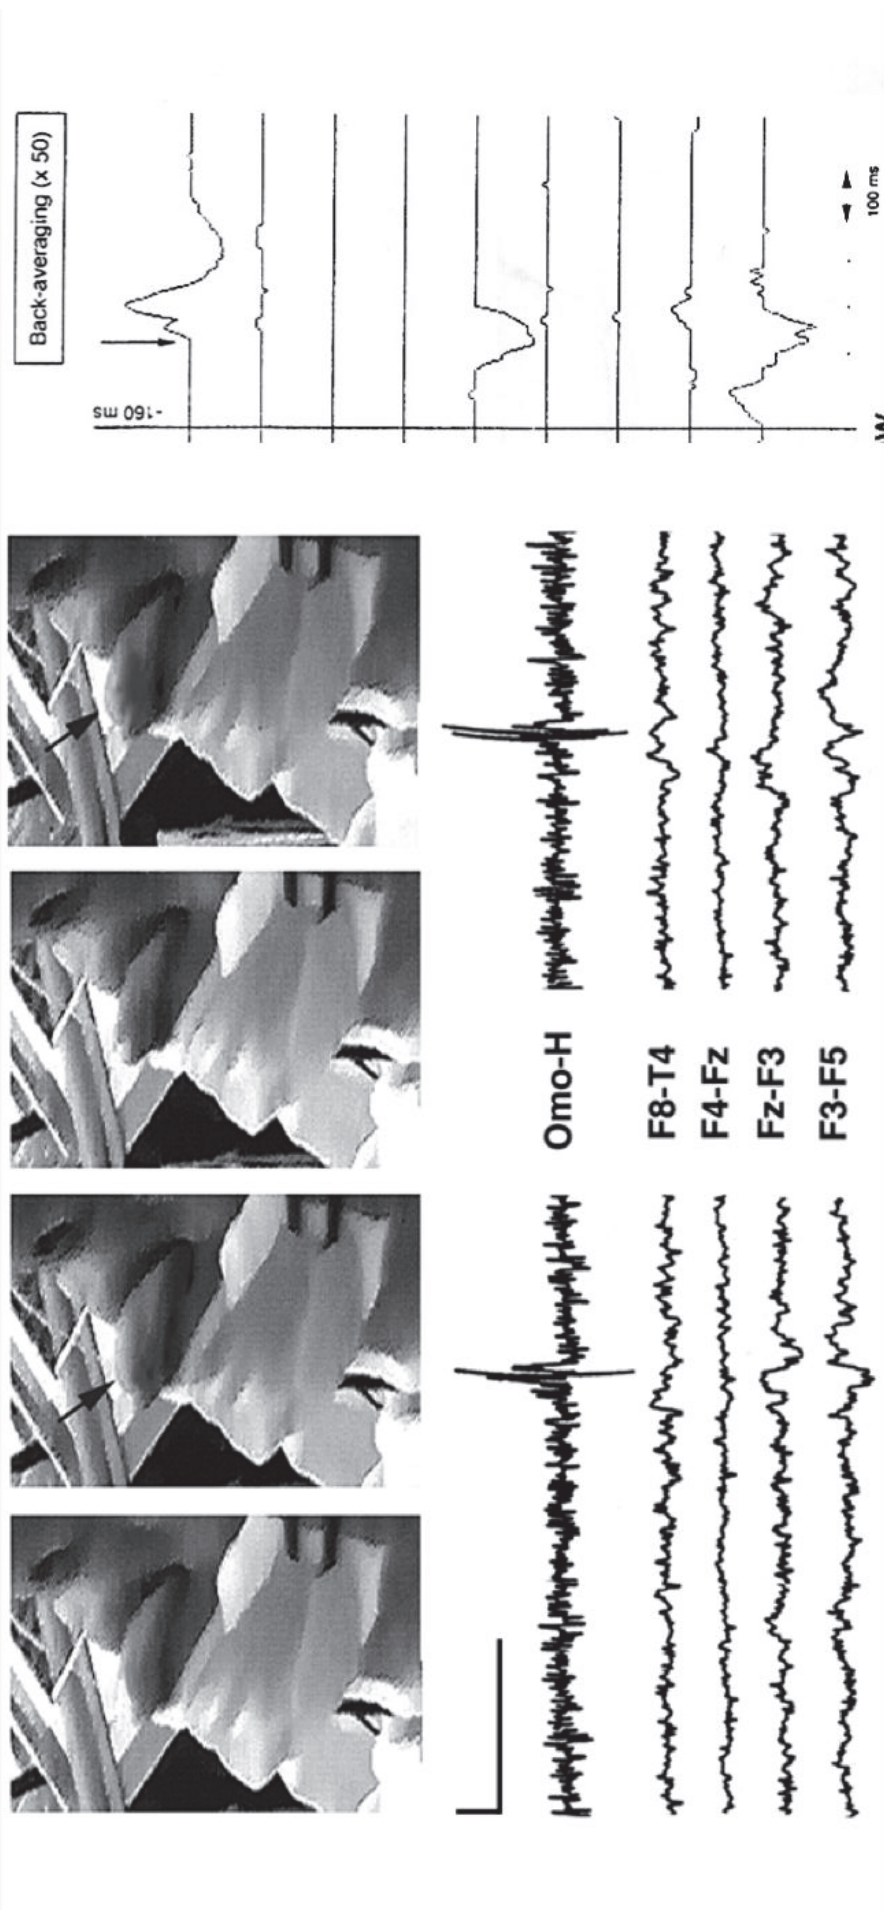 Back-averaging (x 50)
-160 ms
100 ms
Omo-H
F8-T4
F4-Fz
Fz-F3
F3-F5